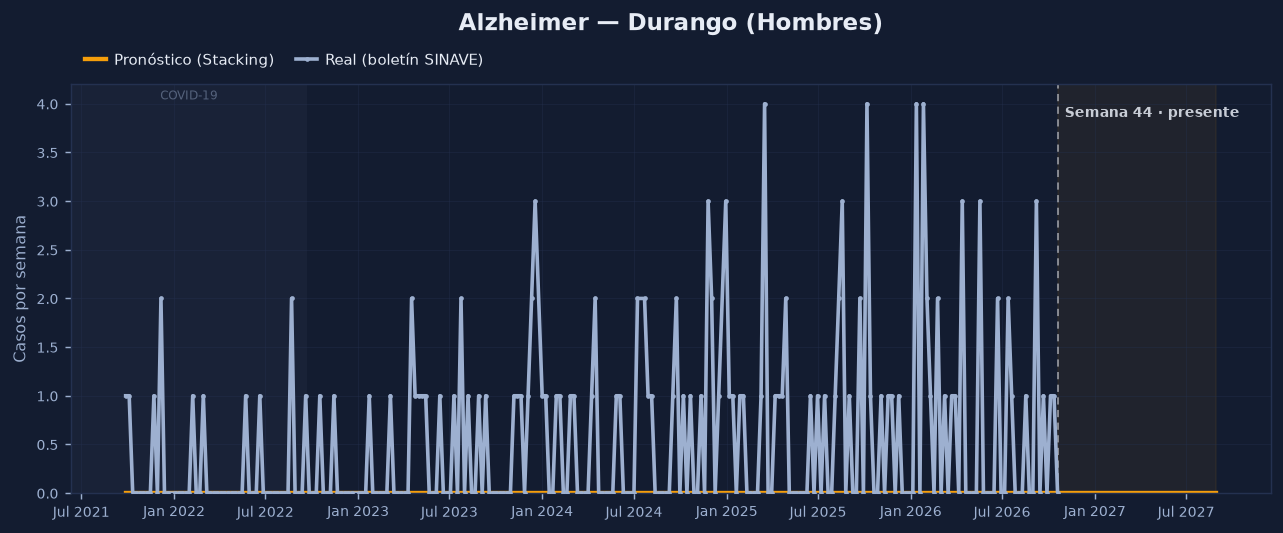 Alzheimer — Durango (Hombres)
Pronóstico (Stacking)
Real (boletín SINAVE)
COVID-19
Semana 44 · presente
Casos por semana
4.0
3.5
3.0
2.5
2.0
1.5
1.0
0.5
0.0
Jul 2021
Jan 2022
Jul 2022
Jan 2023
Jul 2023
Jan 2024
Jul 2024
Jan 2025
Jul 2025
Jan 2026
Jul 2026
Jan 2027
Jul 2027